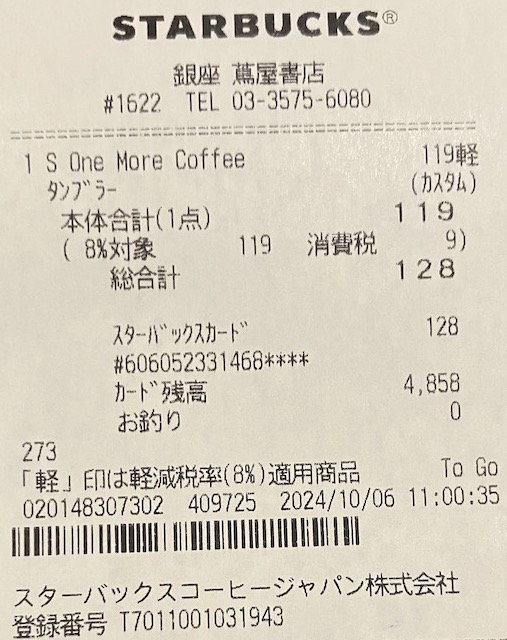 STARBUCKS®
銀座 蔦屋書店
#1622 TEL 03-3575-6080
1 S One More Coffee 119軽
ﾀﾝﾌﾞﾗｰ (ｶｽﾀﾑ)
本体合計(1点) 119
( 8%対象 119 消費税 9)
総合計 128
ｽﾀｰﾊﾞｯｸｽｶｰﾄﾞ 128
#606052331468****
ｶｰﾄﾞ残高 4,858
お釣り 0
273
「軽」印は軽減税率(8%)適用商品 To Go
020148307302 409725 2024/10/06 11:00:35
スターバックスコーヒージャパン株式会社
登録番号 T7011001031943